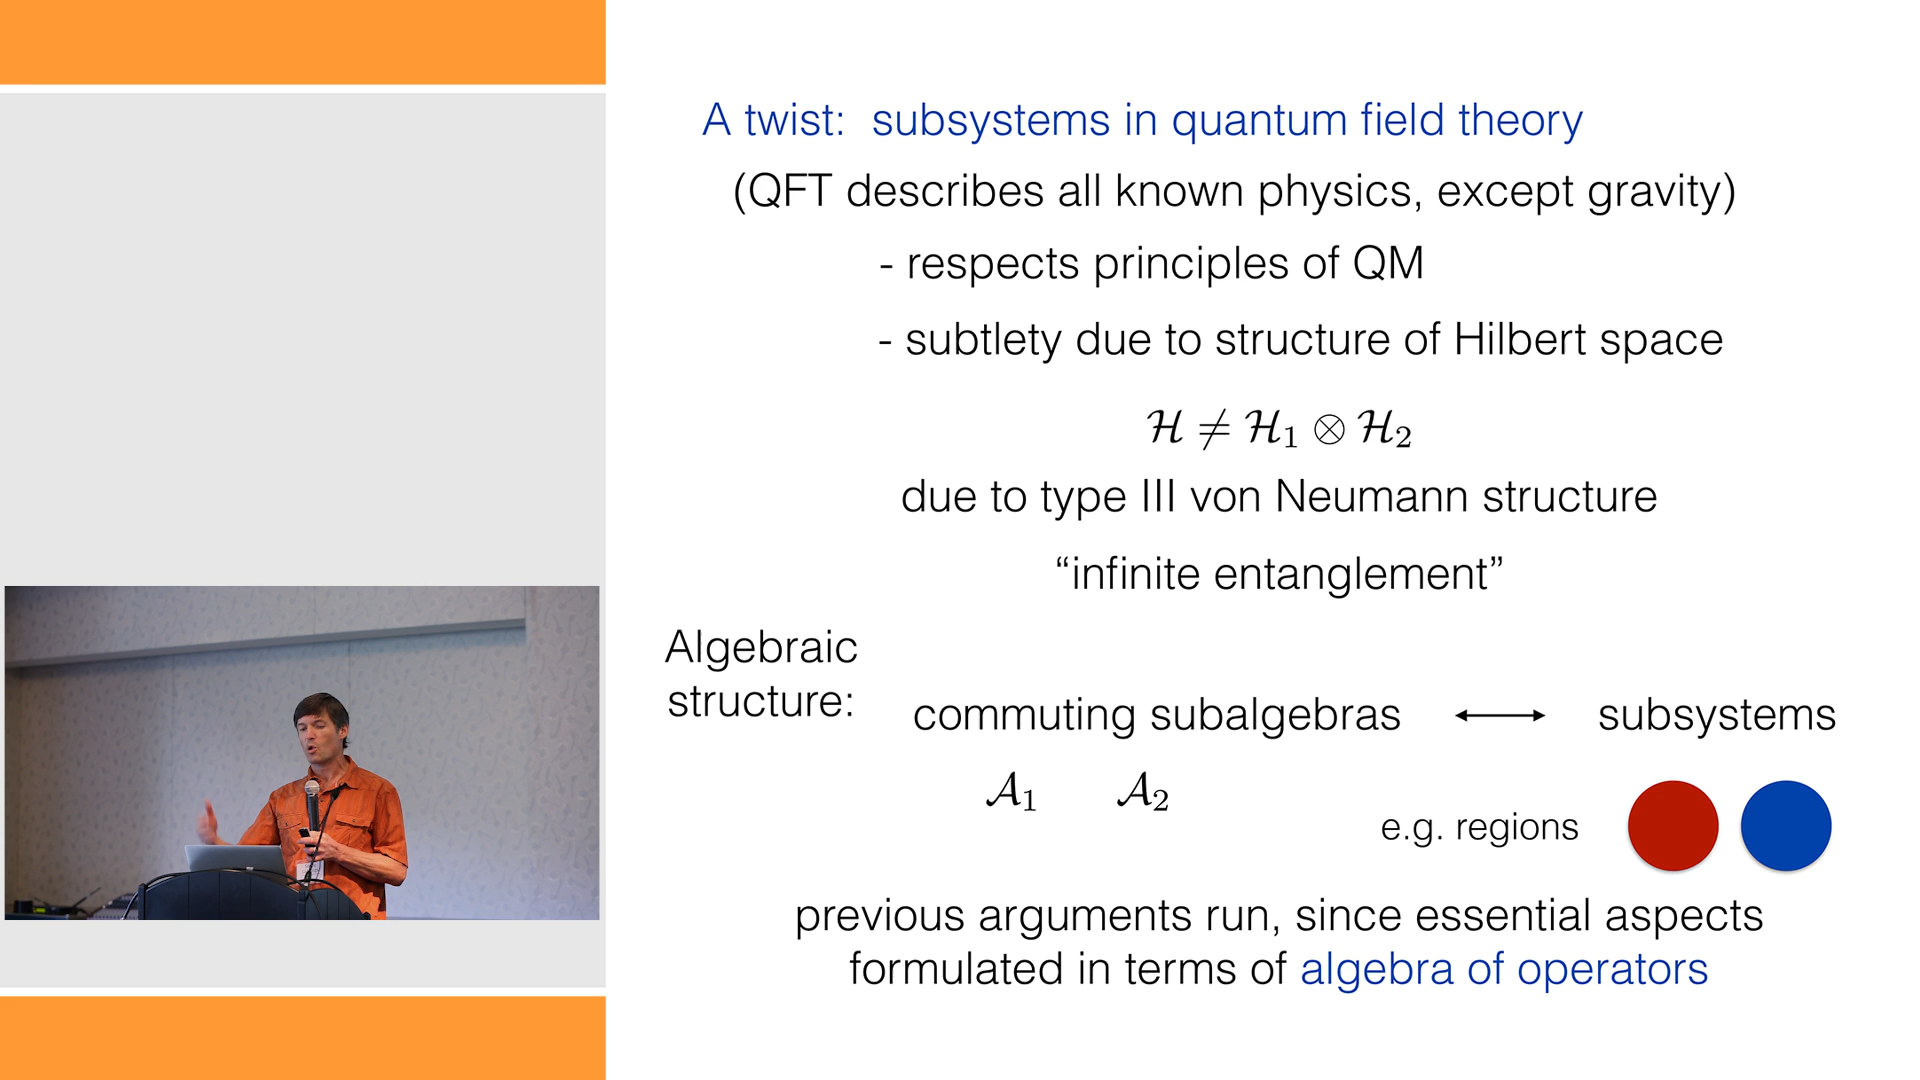 A twist: subsystems in quantum field theory
(QFT describes all known physics, except gravity)
- respects principles of QM
- subtlety due to structure of Hilbert space
ℋ ≠ ℋ₁ ⊗ ℋ₂
due to type III von Neumann structure
“infinite entanglement”
Algebraic
structure:
commuting subalgebras ⟷ subsystems
𝒜₁ 𝒜₂
e.g. regions
previous arguments run, since essential aspects
formulated in terms of algebra of operators